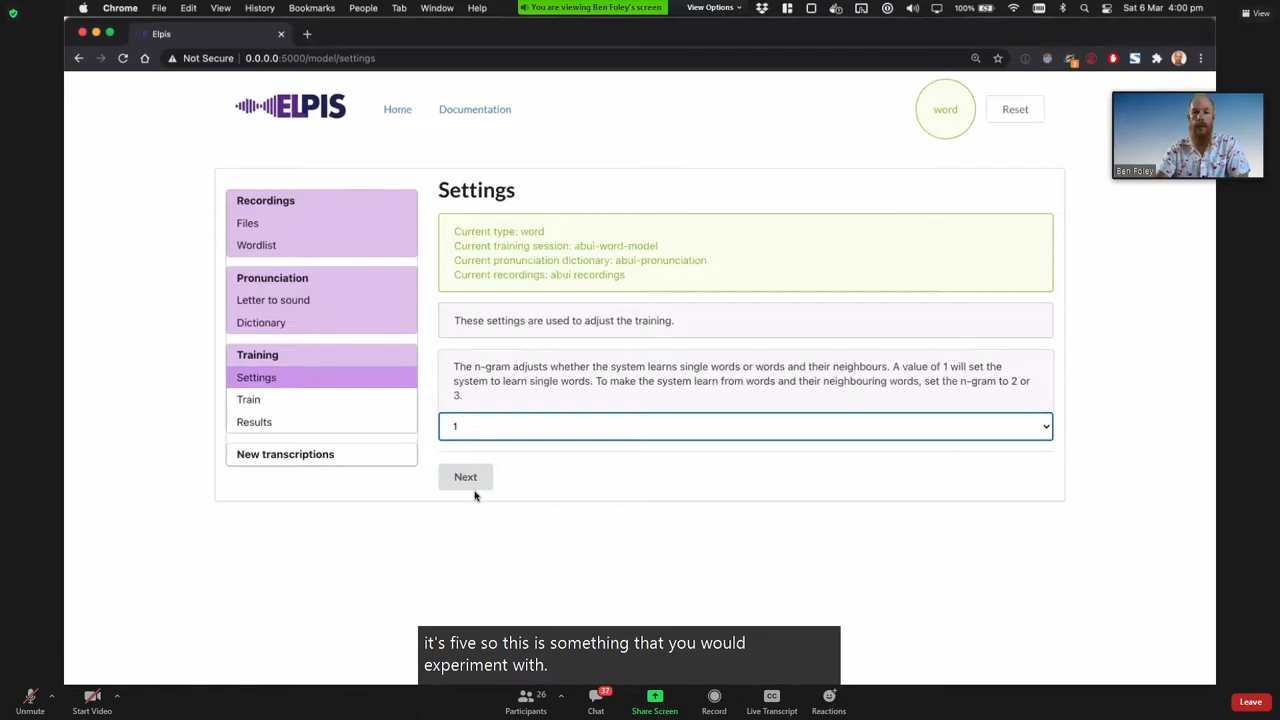 Chrome File Edit View History Bookmarks People Tab Window Help
You are viewing Ben Foley's screen
View Options
100%
Sat 6 Mar 4:00 pm
View
Elpis
Not Secure 0.0.0.0:5000/model/settings
ELPIS
Home Documentation
word
Reset
Ben Foley
Recordings
Files
Wordlist
Pronunciation
Letter to sound
Dictionary
Training
Settings
Train
Results
New transcriptions
Settings
Current type: word
Current training session: abui-word-model
Current pronunciation dictionary: abui-pronunciation
Current recordings: abui recordings
These settings are used to adjust the training.
The n-gram adjusts whether the system learns single words or words and their neighbours. A value of 1 will set the
system to learn single words. To make the system learn from words and their neighbouring words, set the n-gram to 2 or
3.
1
Next
it's five so this is something that you would
experiment with.
Unmute
Start Video
26
Participants
37
Chat
Share Screen
Record
CC
Live Transcript
Reactions
Leave